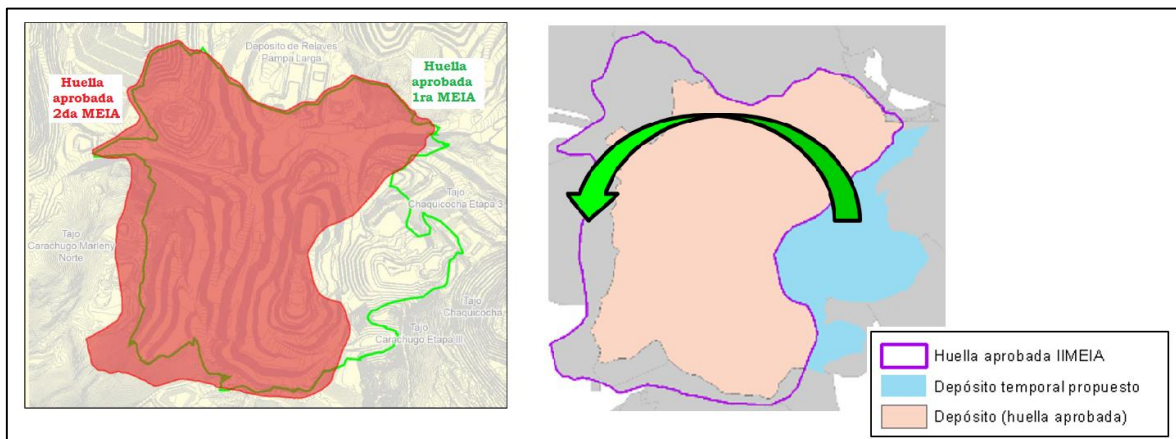 Depósito de Relaves
Pampa Larga
Huella
aprobada
2da MEIA
Huella
aprobada
1ra MEIA
Tajo
Chaquicocha Etapa 3
Tajo
Carachugo Marleny
Norte
Tajo
Chaquicocha
Tajo
Carachugo Etapa III
Huella aprobada IIMEIA
Depósito temporal propuesto
Depósito (huella aprobada)